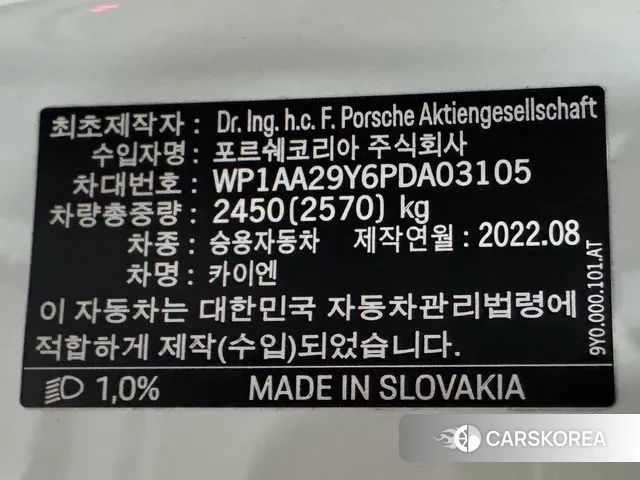 최초제작자 : Dr. Ing. h.c. F. Porsche Aktiengesellschaft
수입자명 : 포르쉐코리아 주식회사
차대번호 : WP1AA29Y6PDA03105
차량총중량 : 2450(2570) kg
차종 : 승용자동차 제작연월 : 2022.08
차명 : 카이엔
이 자동차는 대한민국 자동차관리법령에
적합하게 제작(수입)되었습니다.
1,0% MADE IN SLOVAKIA
9Y0.000.101.AT
CARSKOREA